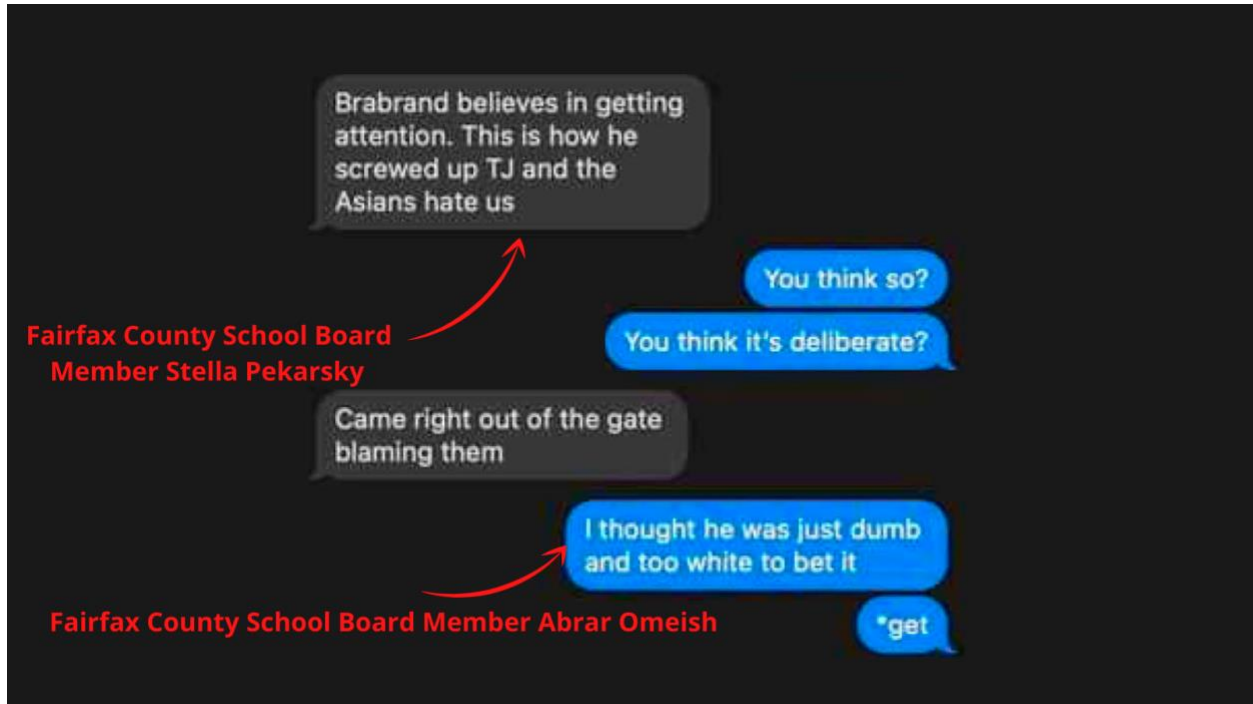 Brabrand believes in getting
attention. This is how he
screwed up TJ and the
Asians hate us
You think so?
You think it's deliberate?
Fairfax County School Board
Member Stella Pekarsky
Came right out of the gate
blaming them
I thought he was just dumb
and too white to bet it
Fairfax County School Board Member Abrar Omeish
*get